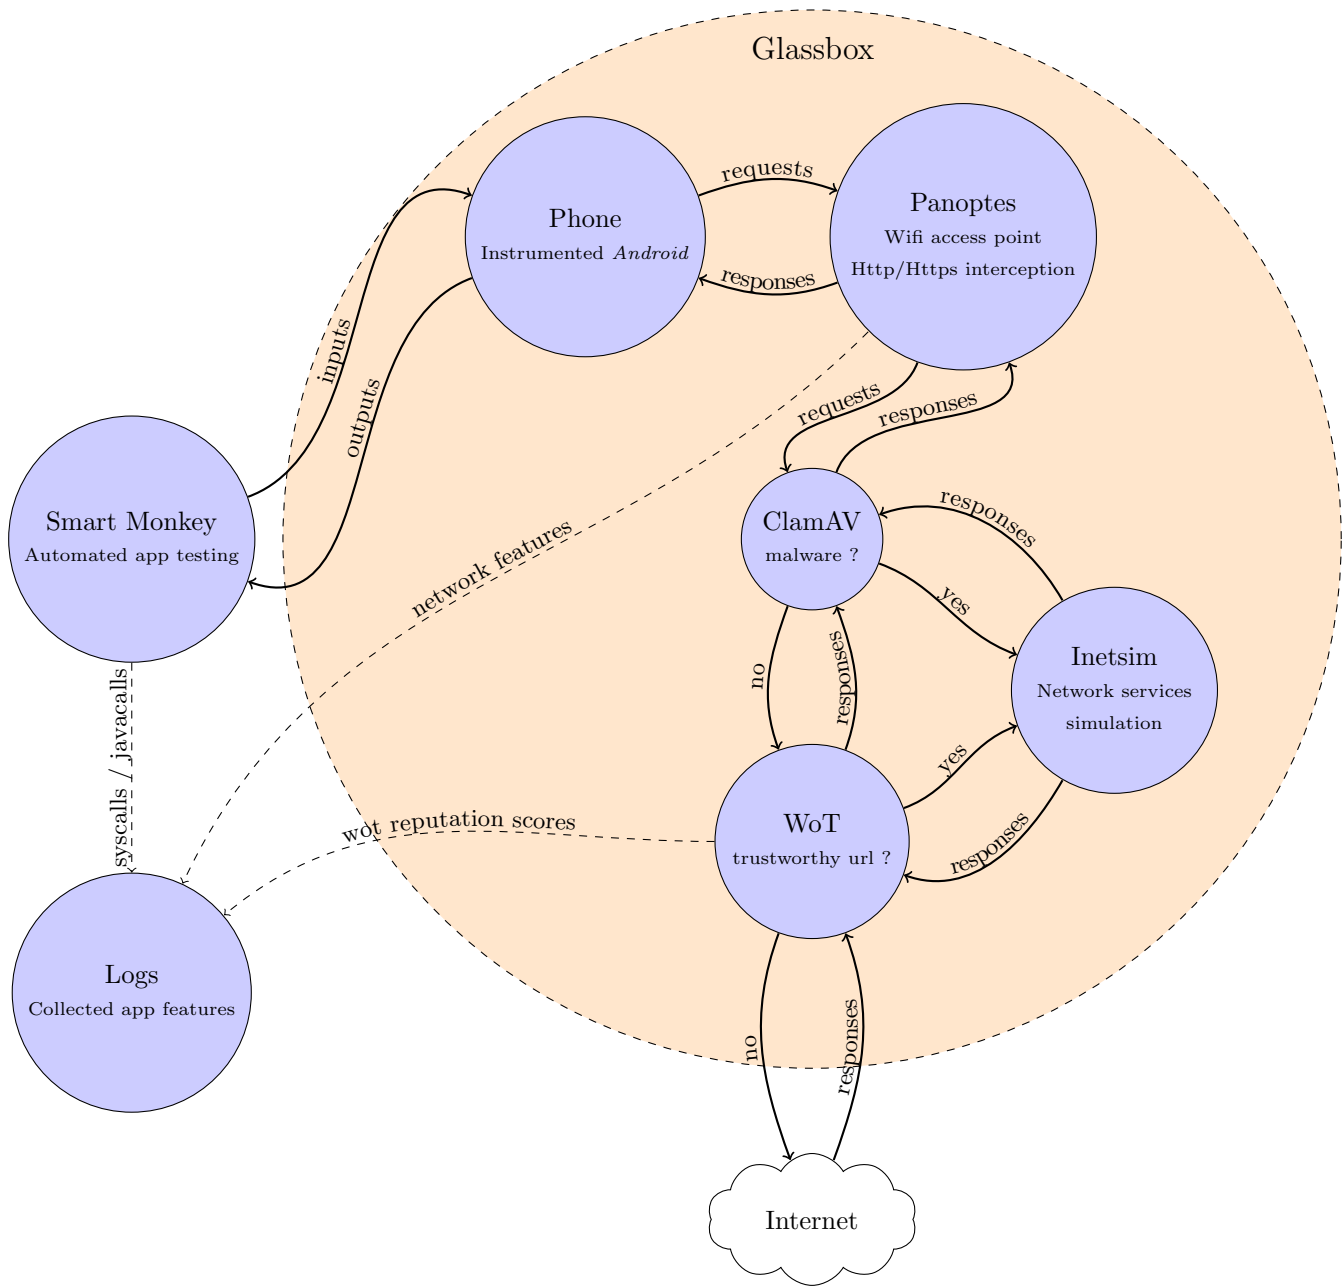 Glassbox
Phone
Instrumented Android
requests
responses
Panoptes
Wifi access point
Http/Https interception
inputs
outputs
requests
responses
Smart Monkey
Automated app testing
network features
ClamAV
malware ?
responses
yes
no
responses
Inetsim
Network services
simulation
syscalls / javacalls
wot reputation scores
WoT
trustworthy url ?
yes
responses
Logs
Collected app features
no
responses
Internet